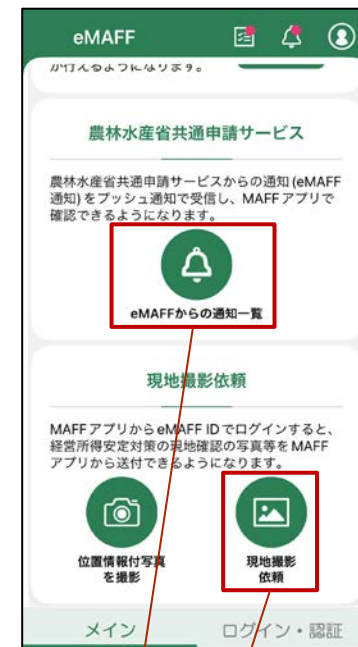 eMAFF
が行えるようになります。
農林水産省共通申請サービス
農林水産省共通申請サービスからの通知(eMAFF
通知)をプッシュ通知で受信し、MAFFアプリで
確認できるようになります。
eMAFFからの通知一覧
現地撮影依頼
MAFFアプリからeMAFF IDでログインすると、
経営所得安定対策の現地確認の写真等をMAFF
アプリから送付できるようになります。
位置情報付写真
を撮影
現地撮影
依頼
メイン
ログイン・認証